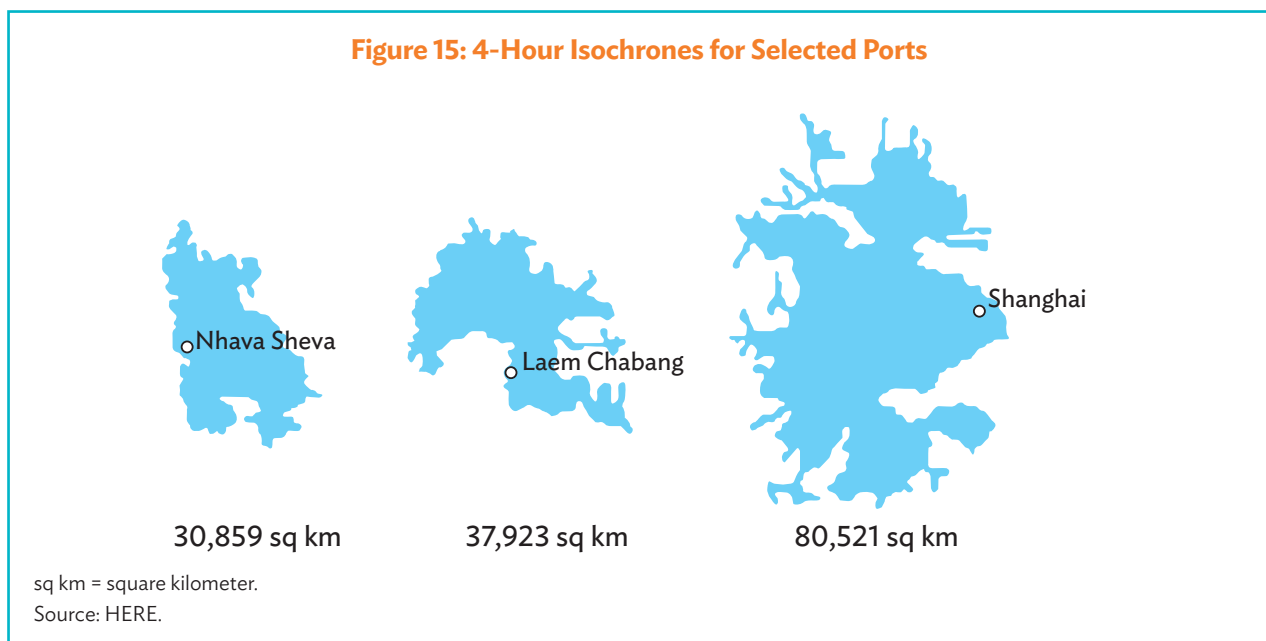 Figure 15: 4-Hour Isochrones for Selected Ports
Shanghai
Nhava Sheva
Laem Chabang
30,859 sq km
37,923 sq km
80,521 sq km
sq km = square kilometer.
Source: HERE.